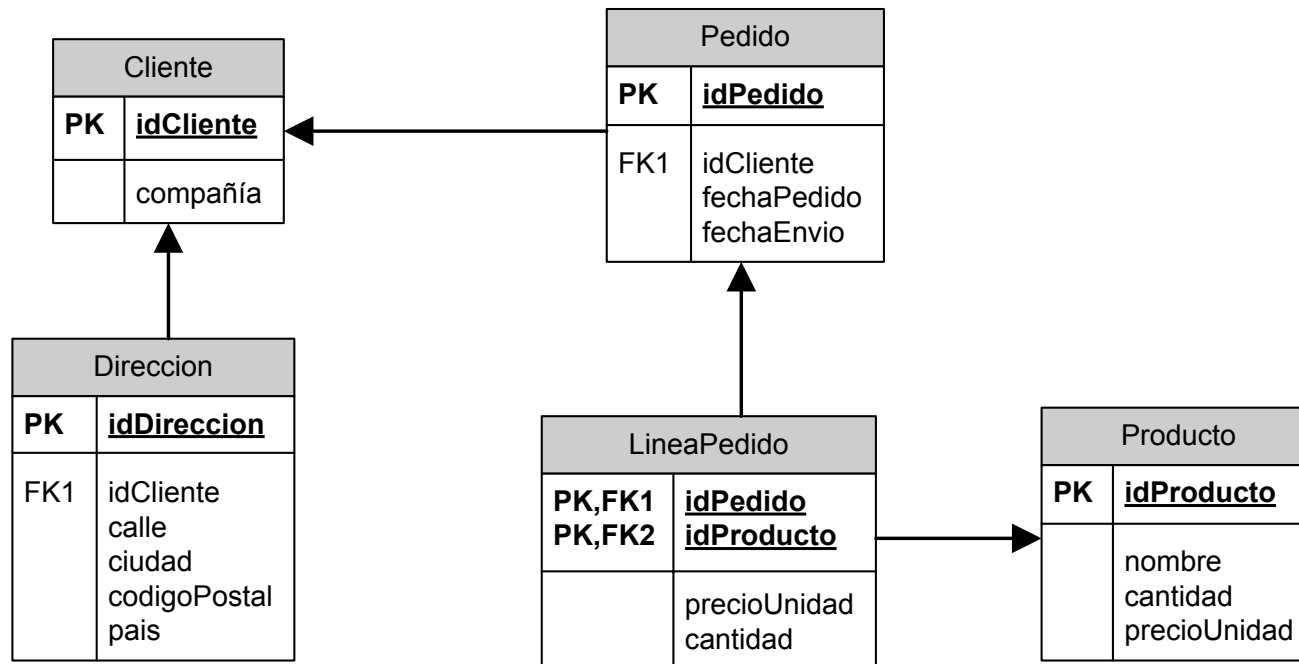 Cliente
PK idCliente
compañía
Pedido
PK idPedido
FK1 idCliente
fechaPedido
fechaEnvio
Direccion
PK idDireccion
FK1 idCliente
calle
ciudad
codigoPostal
pais
LineaPedido
PK,FK1 idPedido
PK,FK2 idProducto
precioUnidad
cantidad
Producto
PK idProducto
nombre
cantidad
precioUnidad